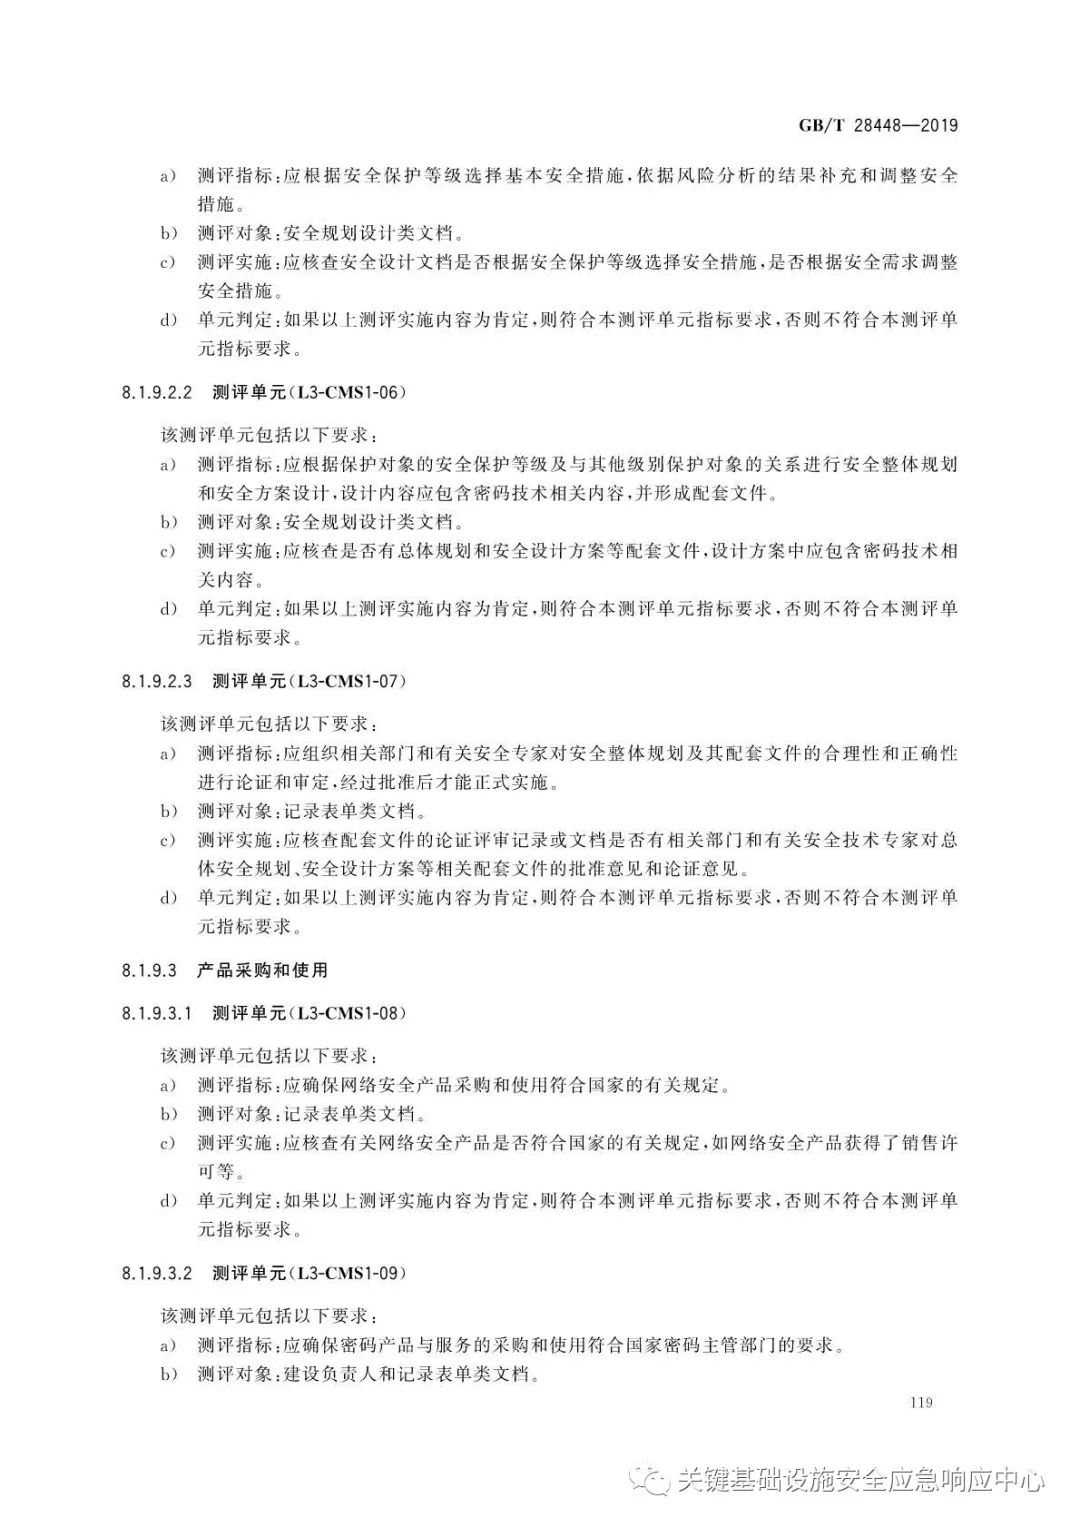 GB/T 28448—2019
a) 测评指标:应根据安全保护等级选择基本安全措施,依据风险分析的结果补充和调整安全
措施。
b) 测评对象:安全规划设计类文档。
c) 测评实施:应核查安全设计文档是否根据安全保护等级选择安全措施,是否根据安全需求调整
安全措施。
d) 单元判定:如果以上测评实施内容为肯定,则符合本测评单元指标要求,否则不符合本测评单
元指标要求。
8.1.9.2.2 测评单元(L3-CMS1-06)
该测评单元包括以下要求:
a) 测评指标:应根据保护对象的安全保护等级及与其他级别保护对象的关系进行安全整体规划
和安全方案设计,设计内容应包含密码技术相关内容,并形成配套文件。
b) 测评对象:安全规划设计类文档。
c) 测评实施:应核查是否有总体规划和安全设计方案等配套文件,设计方案中应包含密码技术相
关内容。
d) 单元判定:如果以上测评实施内容为肯定,则符合本测评单元指标要求,否则不符合本测评单
元指标要求。
8.1.9.2.3 测评单元(L3-CMS1-07)
该测评单元包括以下要求:
a) 测评指标:应组织相关部门和有关安全专家对安全整体规划及其配套文件的合理性和正确性
进行论证和审定,经过批准后才能正式实施。
b) 测评对象:记录表单类文档。
c) 测评实施:应核查配套文件的论证评审记录或文档是否有相关部门和有关安全技术专家对总
体安全规划、安全设计方案等相关配套文件的批准意见和论证意见。
d) 单元判定:如果以上测评实施内容为肯定,则符合本测评单元指标要求,否则不符合本测评单
元指标要求。
8.1.9.3 产品采购和使用
8.1.9.3.1 测评单元(L3-CMS1-08)
该测评单元包括以下要求:
a) 测评指标:应确保网络安全产品采购和使用符合国家的有关规定。
b) 测评对象:记录表单类文档。
c) 测评实施:应核查有关网络安全产品是否符合国家的有关规定,如网络安全产品获得了销售许
可等。
d) 单元判定:如果以上测评实施内容为肯定,则符合本测评单元指标要求,否则不符合本测评单
元指标要求。
8.1.9.3.2 测评单元(L3-CMS1-09)
该测评单元包括以下要求:
a) 测评指标:应确保密码产品与服务的采购和使用符合国家密码主管部门的要求。
b) 测评对象:建设负责人和记录表单类文档。
119
关键基础设施安全应急响应中心